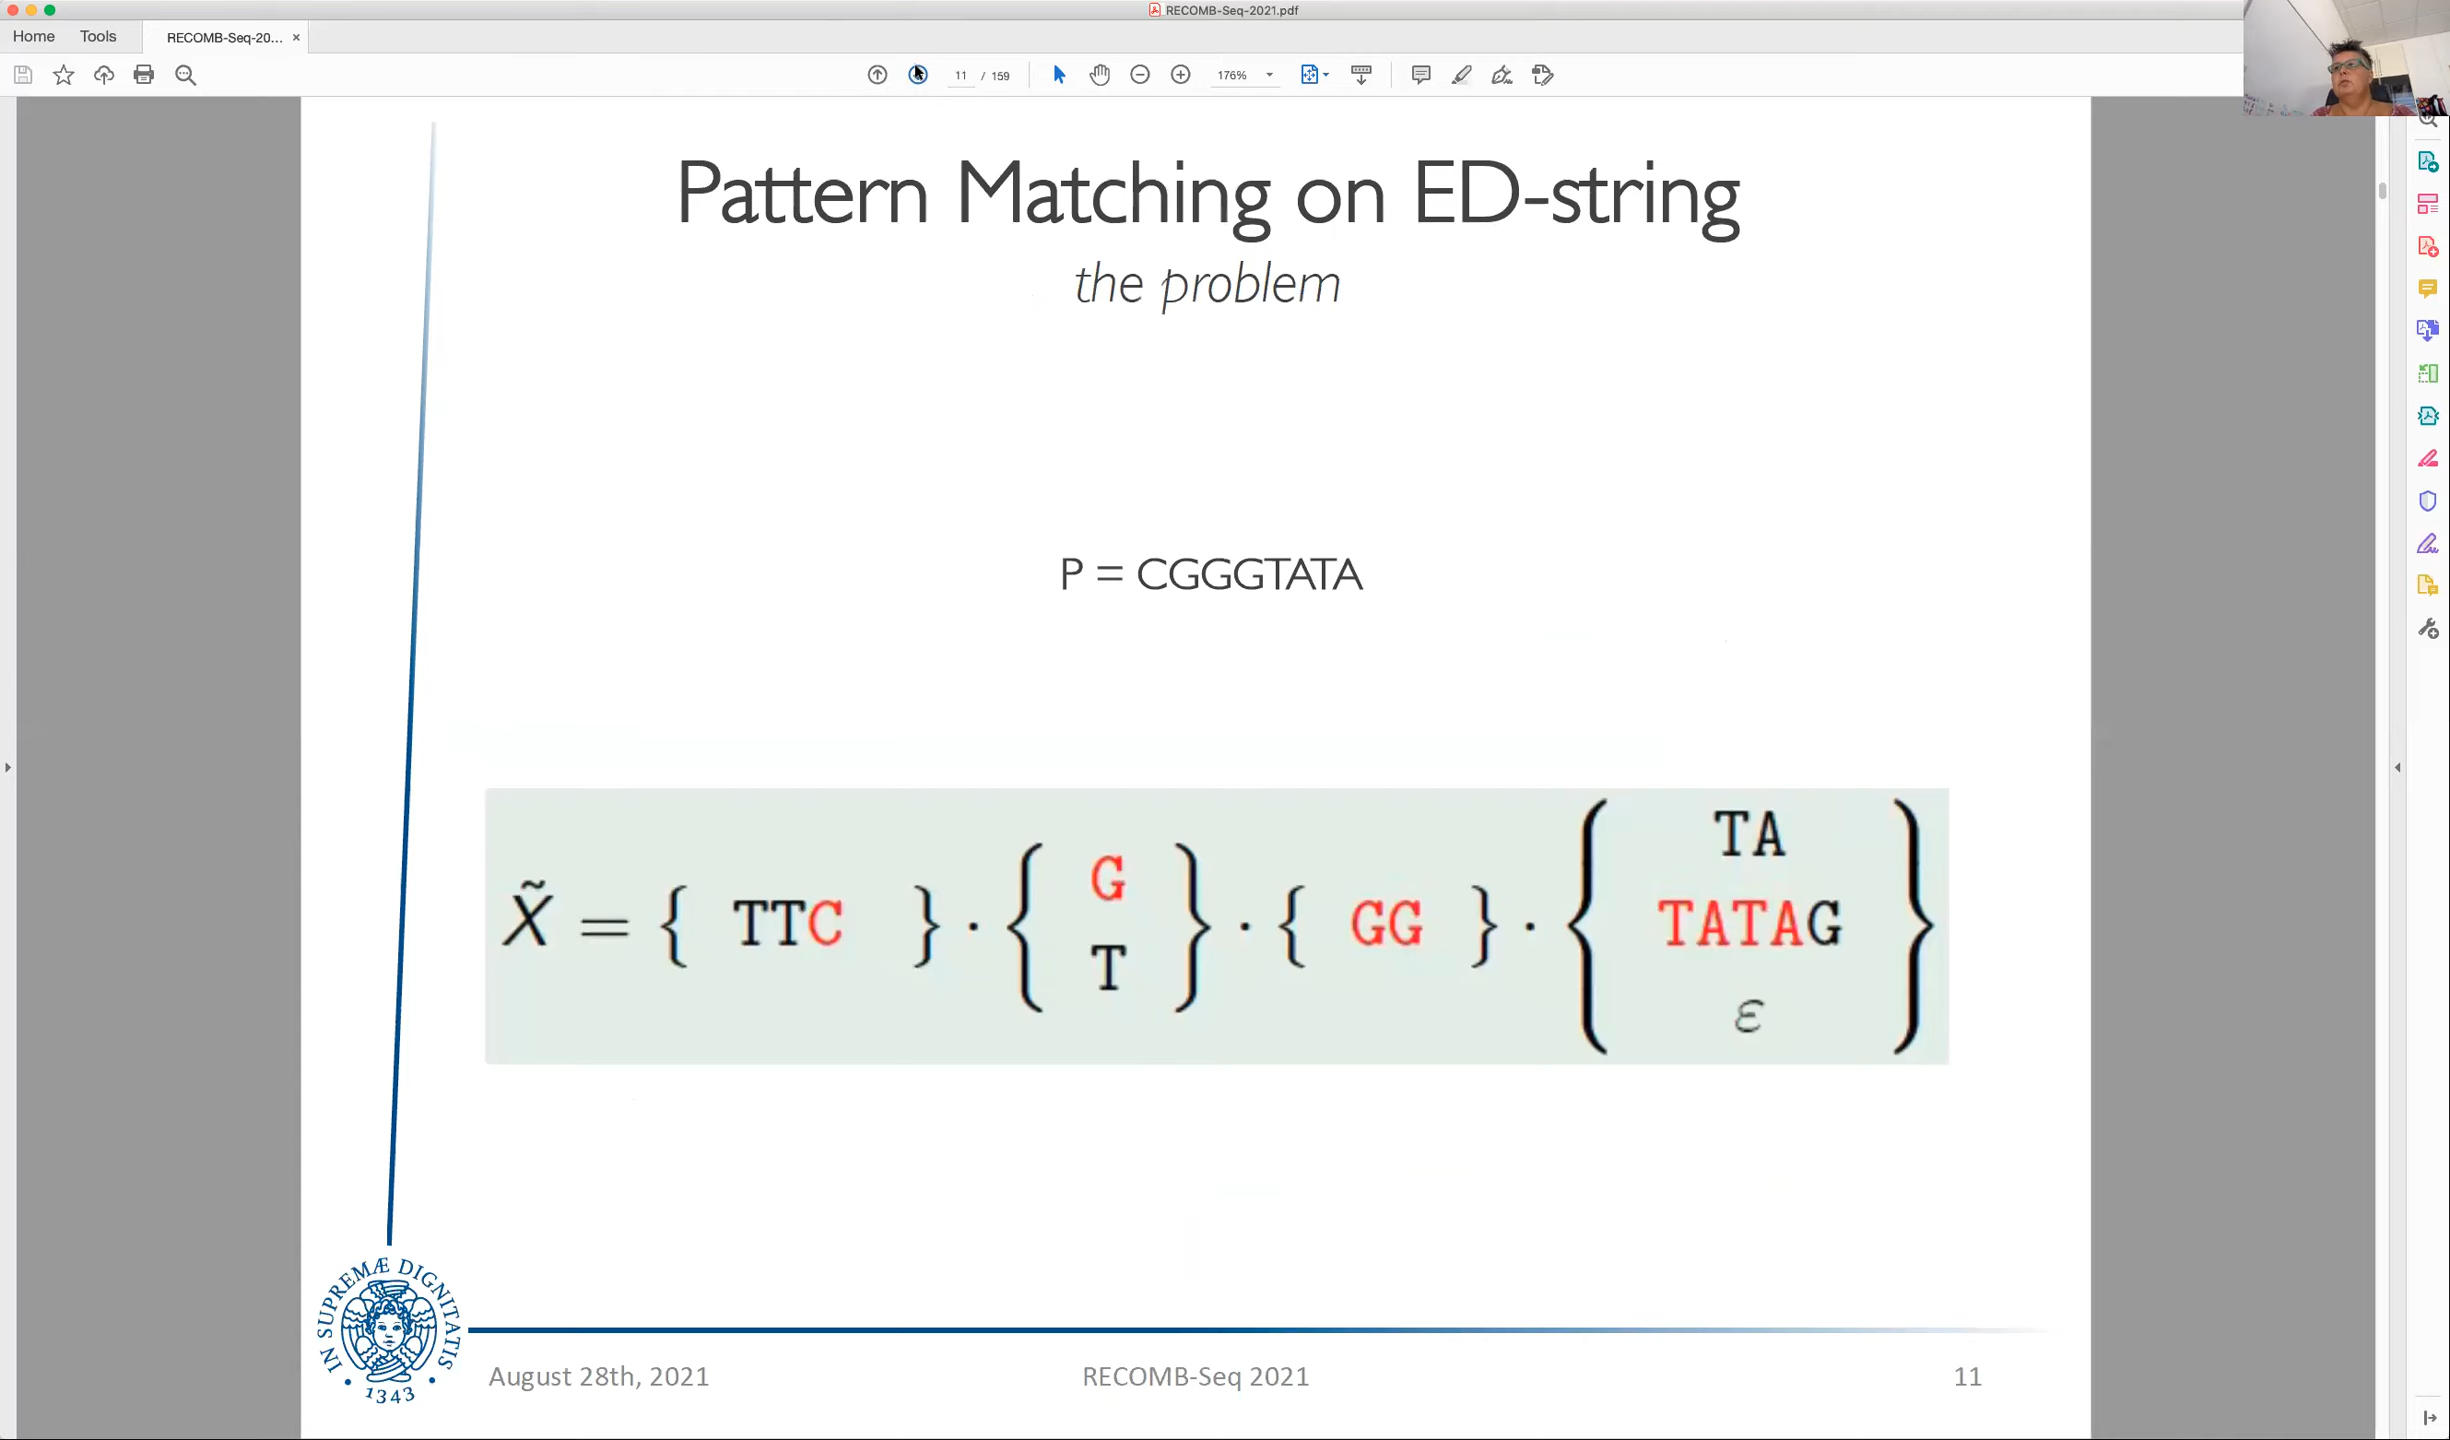 RECOMB-Seq-2021.pdf
Home Tools RECOMB-Seq-20... ×
11 / 159 176%
Pattern Matching on ED-string
the problem
P = CGGGTATA
X̃ = { TTC } · { G T } · { GG } · { TA TATAG ε }
IN SUPREMÆ DIGNITATIS
· 1343 ·
August 28th, 2021 RECOMB-Seq 2021 11